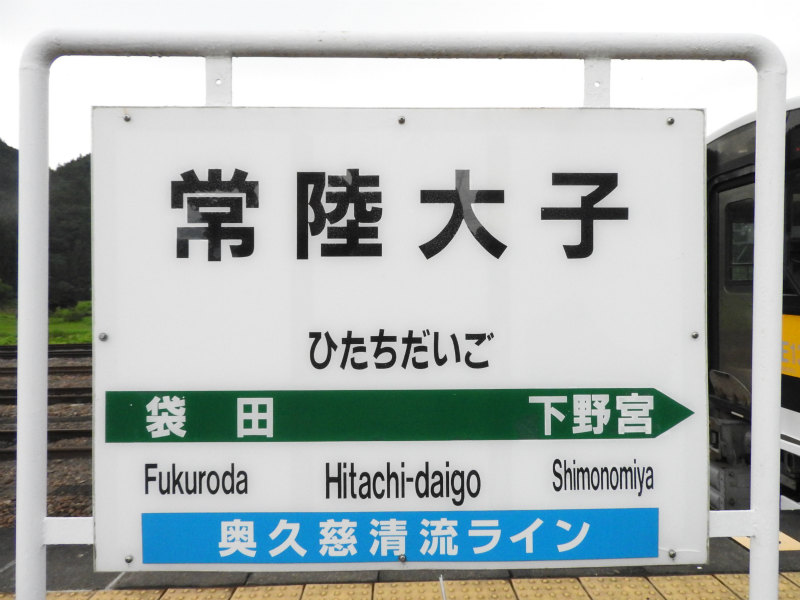 常陸大子
ひたちだいご
袋田 下野宮
Fukuroda Hitachi-daigo Shimonomiya
奥久慈清流ライン